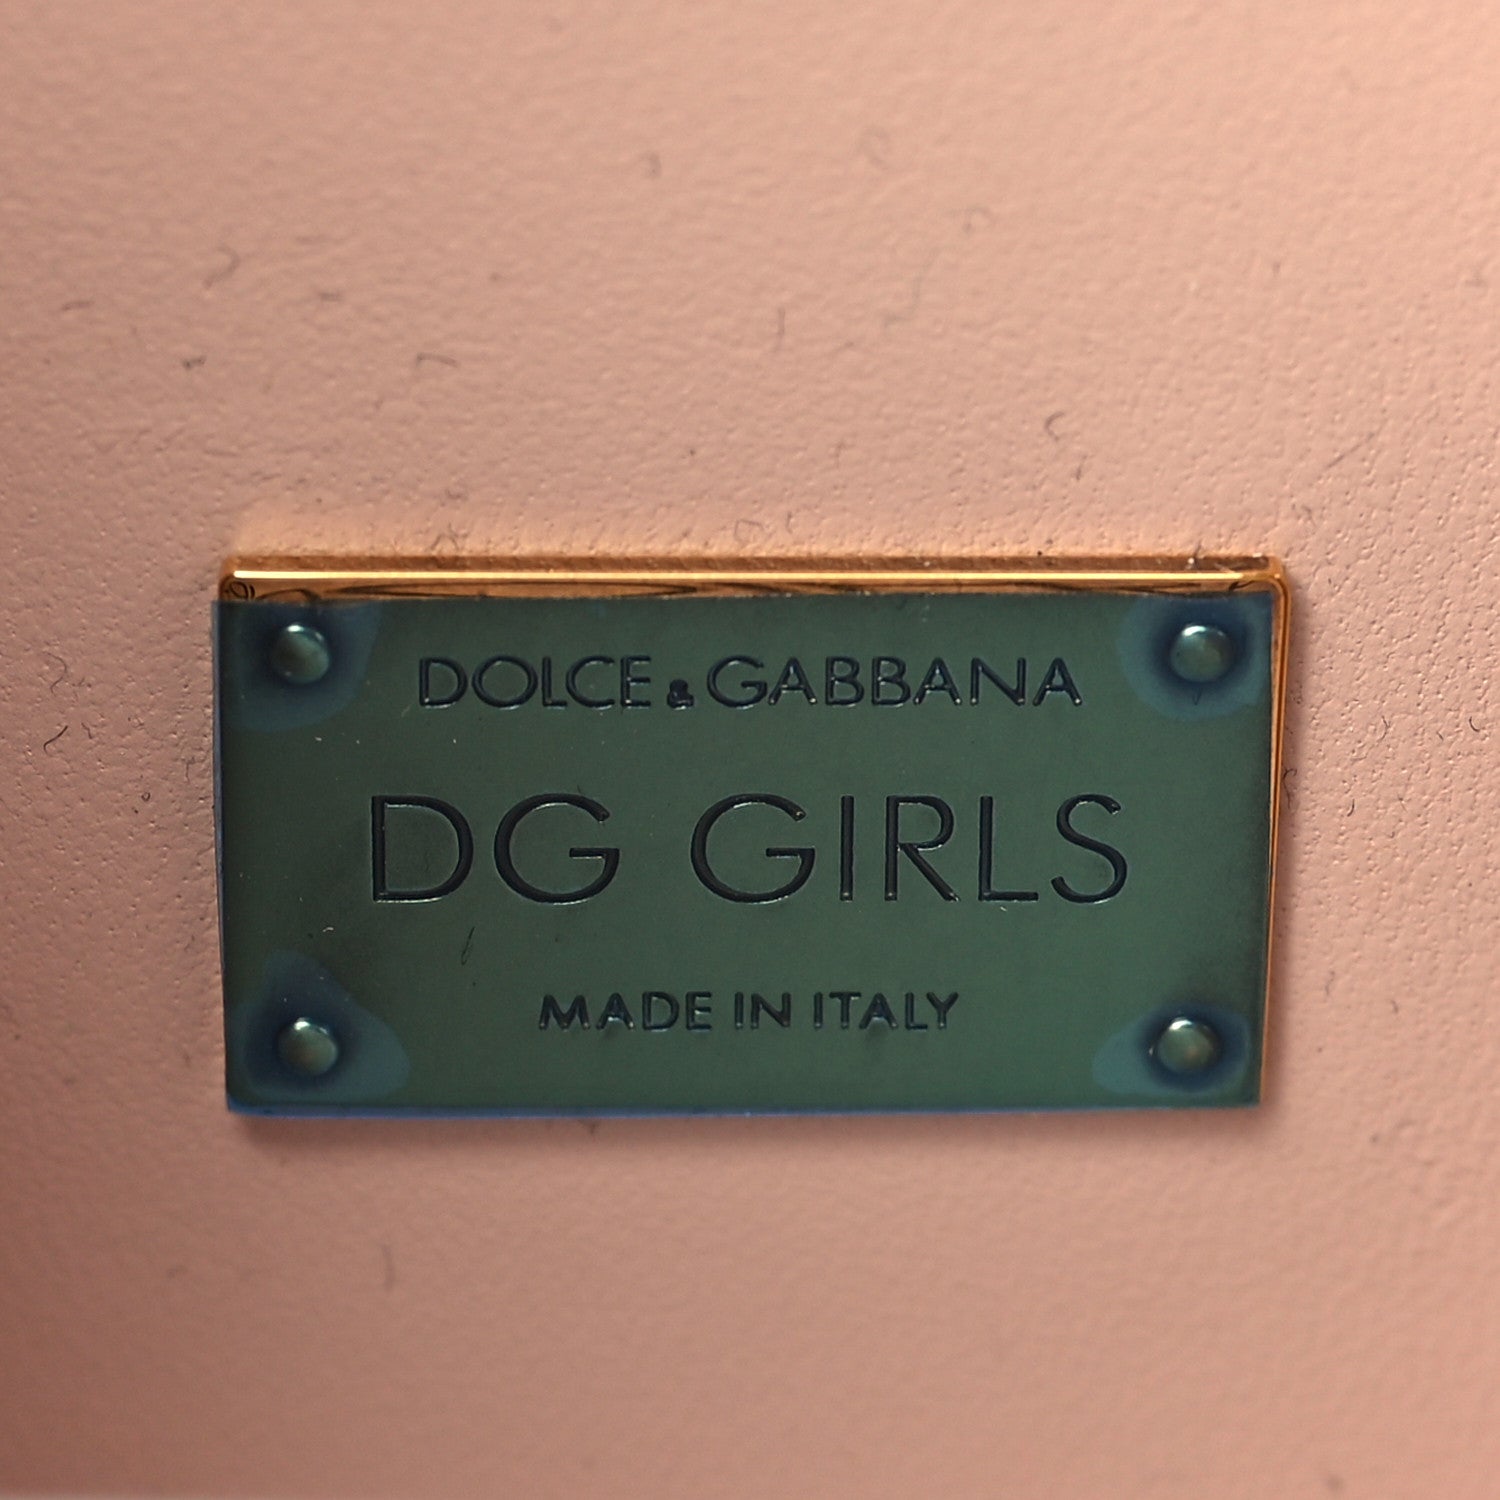 DOLCE & GABBANA
DG GIRLS
MADE IN ITALY